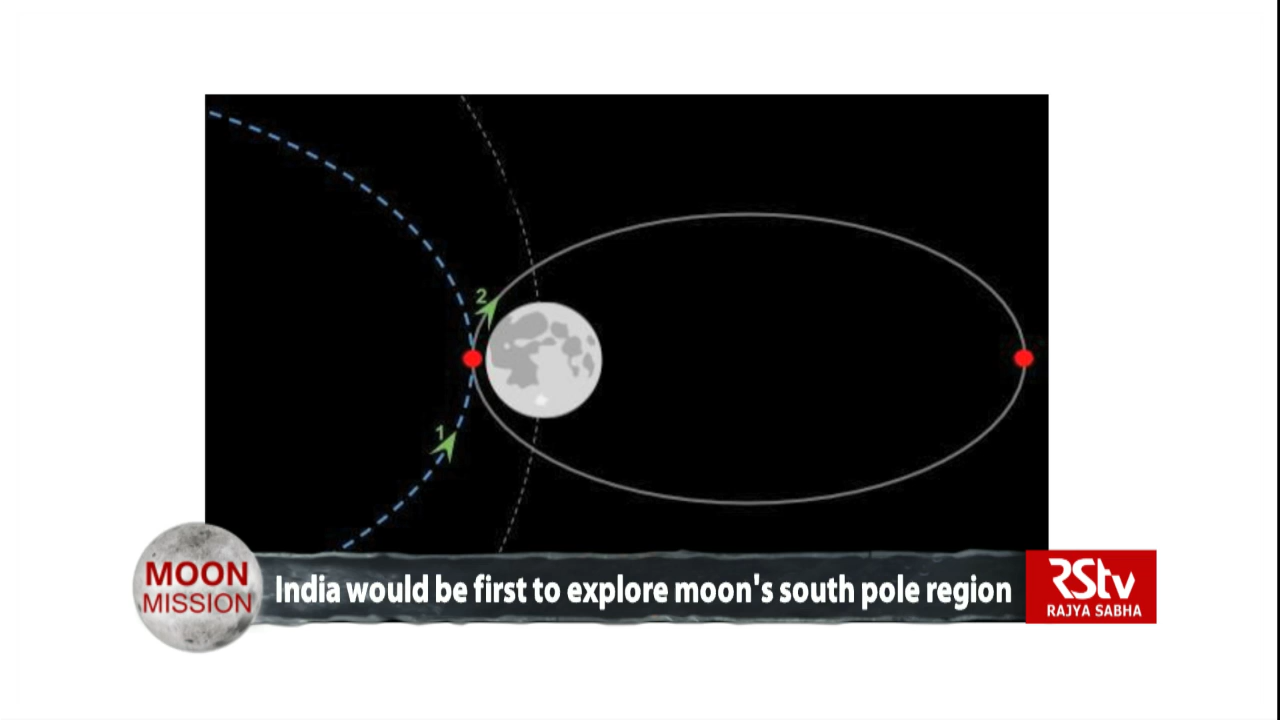 2
1
MOON
MISSION
India would be first to explore moon's south pole region
RStv
RAJYA SABHA